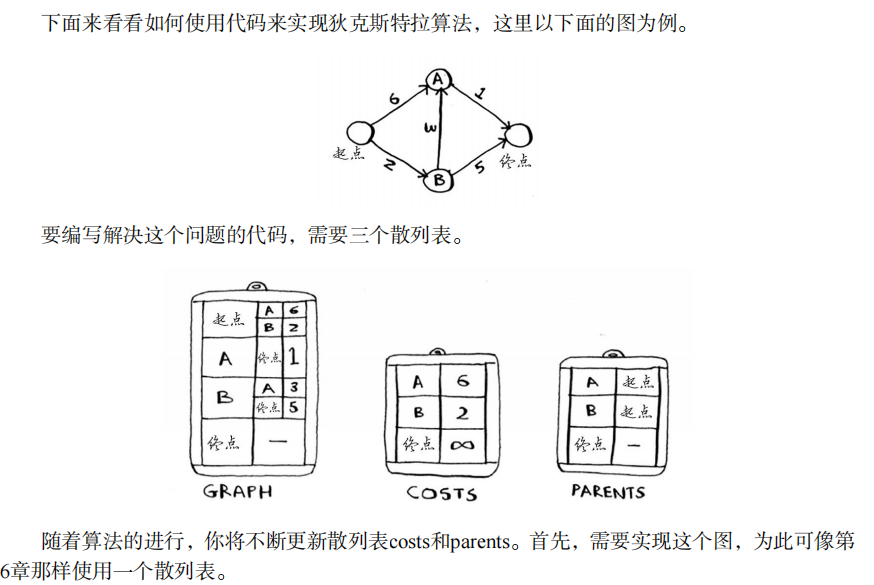 下面来看看如何使用代码来实现狄克斯特拉算法，这里以下面的图为例。
A
6
1
起点
3
终点
2
B
5
要编写解决这个问题的代码，需要三个散列表。
起点 A 6
B 2
A 终点 1
B A 3
终点 5
终点 —
GRAPH
A 6
B 2
终点 ∞
COSTS
A 起点
B 起点
终点 —
PARENTS
随着算法的进行，你将不断更新散列表costs和parents。首先，需要实现这个图，为此可像第
6章那样使用一个散列表。